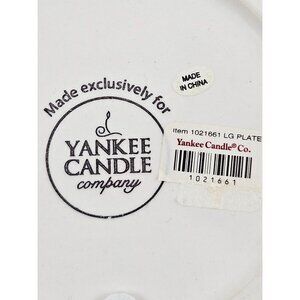 Made exclusively for
YANKEE
CANDLE
company
MADE
IN CHINA
Item 1021661 LG PLATE
Yankee Candle® Co.
1021661